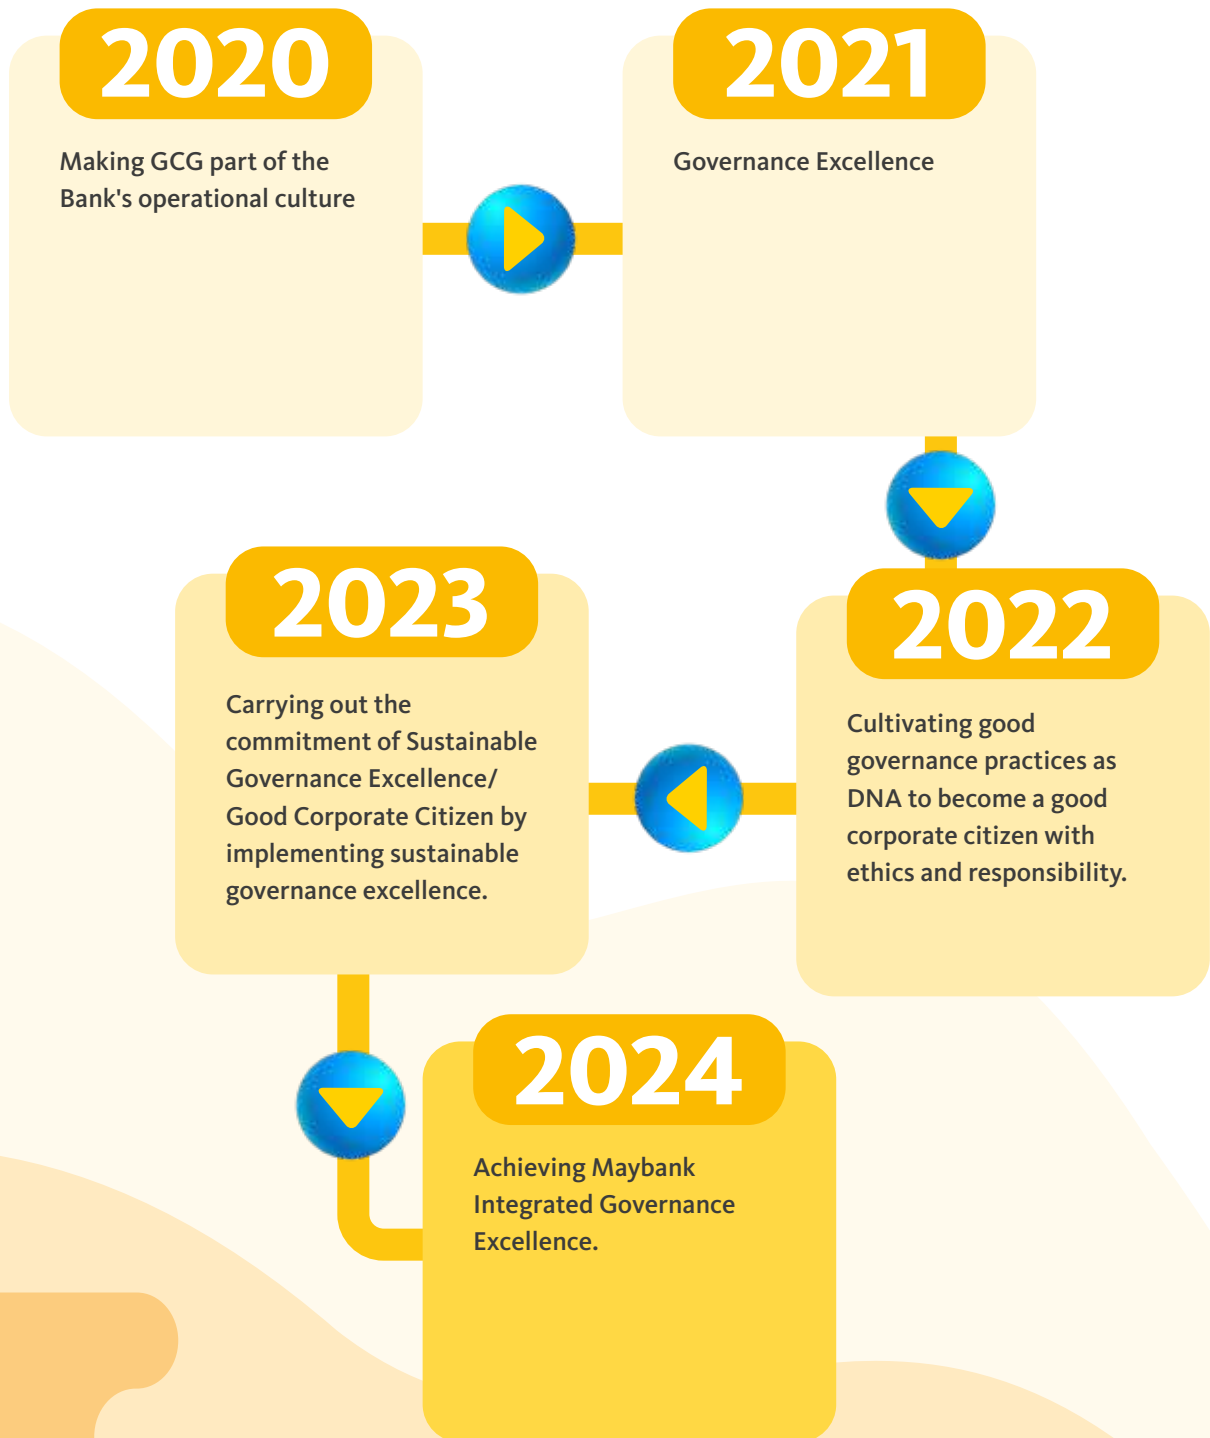 2020
Making GCG part of the
Bank's operational culture
2021
Governance Excellence
2022
Cultivating good
governance practices as
DNA to become a good
corporate citizen with
ethics and responsibility.
2023
Carrying out the
commitment of Sustainable
Governance Excellence/
Good Corporate Citizen by
implementing sustainable
governance excellence.
2024
Achieving Maybank
Integrated Governance
Excellence.